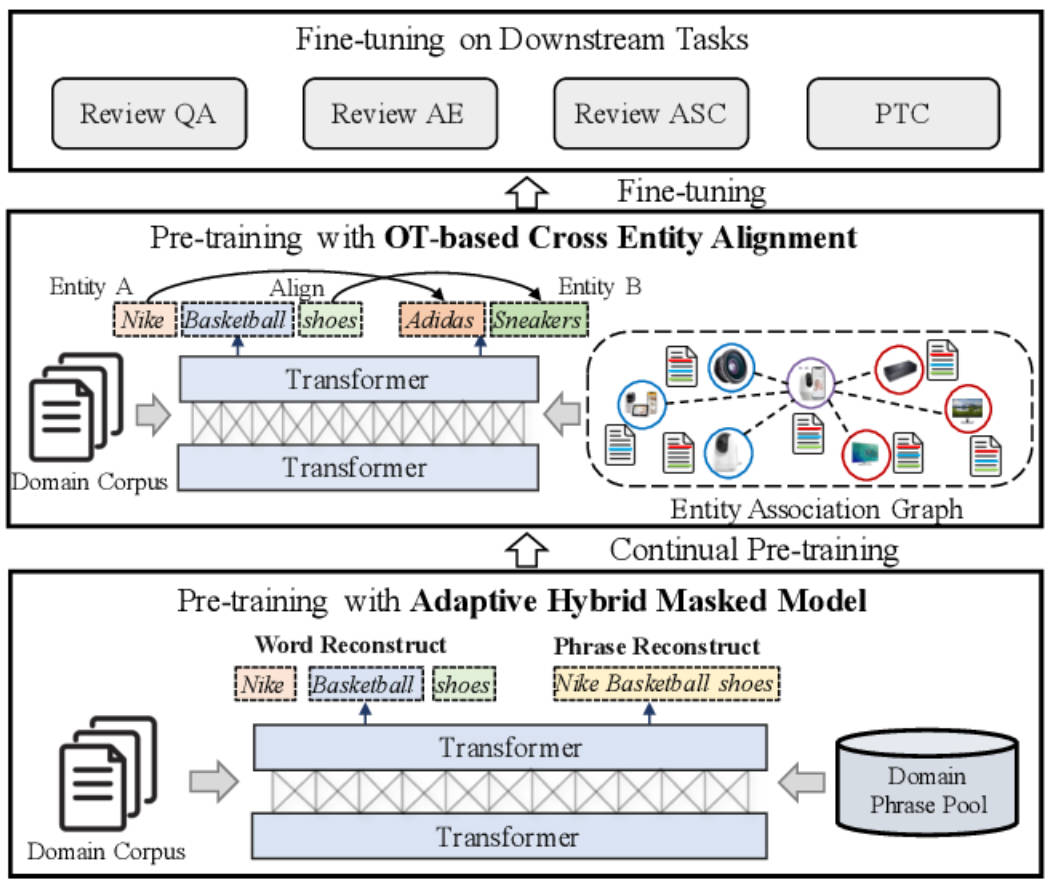 Fine-tuning on Downstream Tasks
Review QA Review AE Review ASC PTC
Fine-tuning
Pre-training with OT-based Cross Entity Alignment
Entity A Align Entity B
Nike Basketball shoes Adidas Sneakers
Transformer
Transformer
Domain Corpus
Entity Association Graph
Continual Pre-training
Pre-training with Adaptive Hybrid Masked Model
Word Reconstruct Phrase Reconstruct
Nike Basketball shoes Nike Basketball shoes
Transformer
Domain
Phrase Pool
Transformer
Domain Corpus